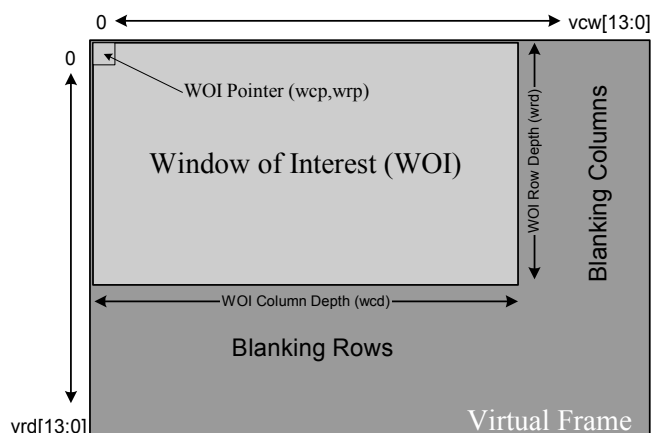 0
vcw[13:0]
0
WOI Pointer (wcp,wrp)
Window of Interest (WOI)
WOI Row Depth (wrd)
Blanking Columns
WOI Column Depth (wcd)
Blanking Rows
Virtual Frame
vrd[13:0]